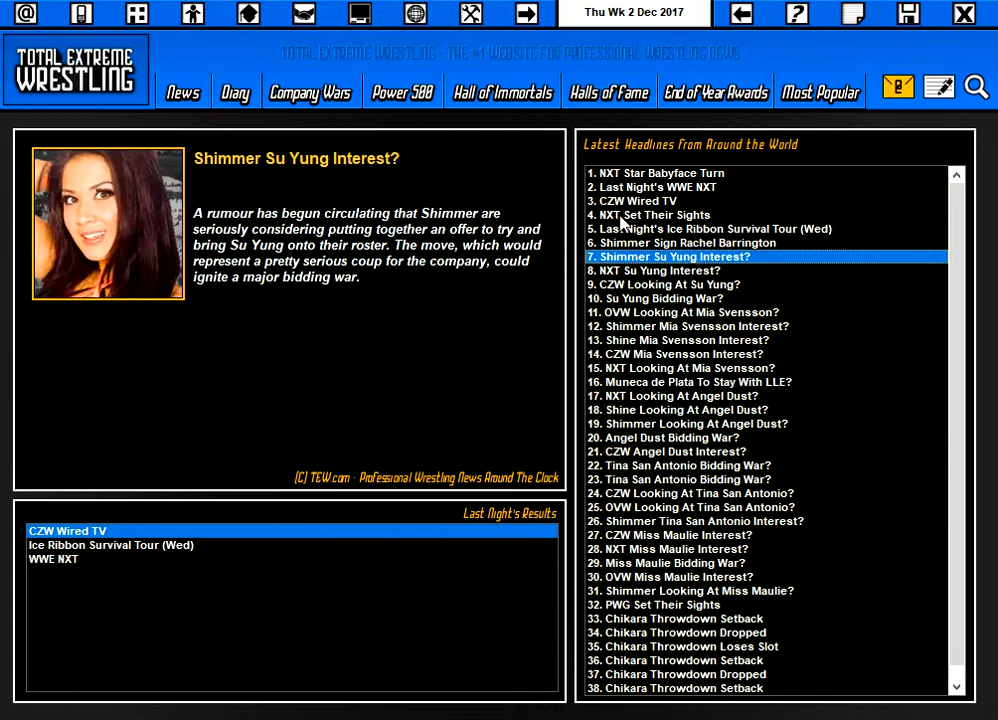 Thu Wk 2 Dec 2017
TOTAL EXTREME
WRESTLING
TOTAL EXTREME WRESTLING - THE #1 WEBSITE FOR PROFESSIONAL WRESTLING NEWS
News
Diary
Company Wars
Power 500
Hall of Immortals
Halls of Fame
End of Year Awards
Most Popular
Shimmer Su Yung Interest?
A rumour has begun circulating that Shimmer are
seriously considering putting together an offer to try and
bring Su Yung onto their roster. The move, which would
represent a pretty serious coup for the company, could
ignite a major bidding war.
(C) TEW.com - Professional Wrestling News Around The Clock
Last Night's Results
CZW Wired TV
Ice Ribbon Survival Tour (Wed)
WWE NXT
Latest Headlines From Around the World
1. NXT Star Babyface Turn
2. Last Night's WWE NXT
3. CZW Wired TV
4. NXT Set Their Sights
5. Last Night's Ice Ribbon Survival Tour (Wed)
6. Shimmer Sign Rachel Barrington
7. Shimmer Su Yung Interest?
8. NXT Su Yung Interest?
9. CZW Looking At Su Yung?
10. Su Yung Bidding War?
11. OVW Looking At Mia Svensson?
12. Shimmer Mia Svensson Interest?
13. Shine Mia Svensson Interest?
14. CZW Mia Svensson Interest?
15. NXT Looking At Mia Svensson?
16. Muneca de Plata To Stay With LLE?
17. NXT Looking At Angel Dust?
18. Shine Looking At Angel Dust?
19. Shimmer Looking At Angel Dust?
20. Angel Dust Bidding War?
21. CZW Angel Dust Interest?
22. Tina San Antonio Bidding War?
23. Tina San Antonio Bidding War?
24. CZW Looking At Tina San Antonio?
25. OVW Looking At Tina San Antonio?
26. Shimmer Tina San Antonio Interest?
27. CZW Miss Maulie Interest?
28. NXT Miss Maulie Interest?
29. Miss Maulie Bidding War?
30. OVW Miss Maulie Interest?
31. Shimmer Looking At Miss Maulie?
32. PWG Set Their Sights
33. Chikara Throwdown Setback
34. Chikara Throwdown Dropped
35. Chikara Throwdown Loses Slot
36. Chikara Throwdown Setback
37. Chikara Throwdown Dropped
38. Chikara Throwdown Setback